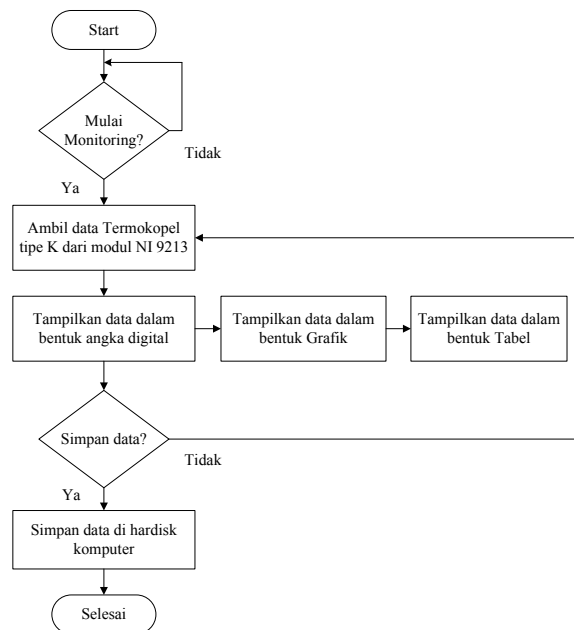 Start
Mulai
Monitoring?
Tidak
Ya
Ambil data Termokopel
tipe K dari modul NI 9213
Tampilkan data dalam
bentuk angka digital
Tampilkan data dalam
bentuk Grafik
Tampilkan data dalam
bentuk Tabel
Simpan data?
Tidak
Ya
Simpan data di hardisk
komputer
Selesai